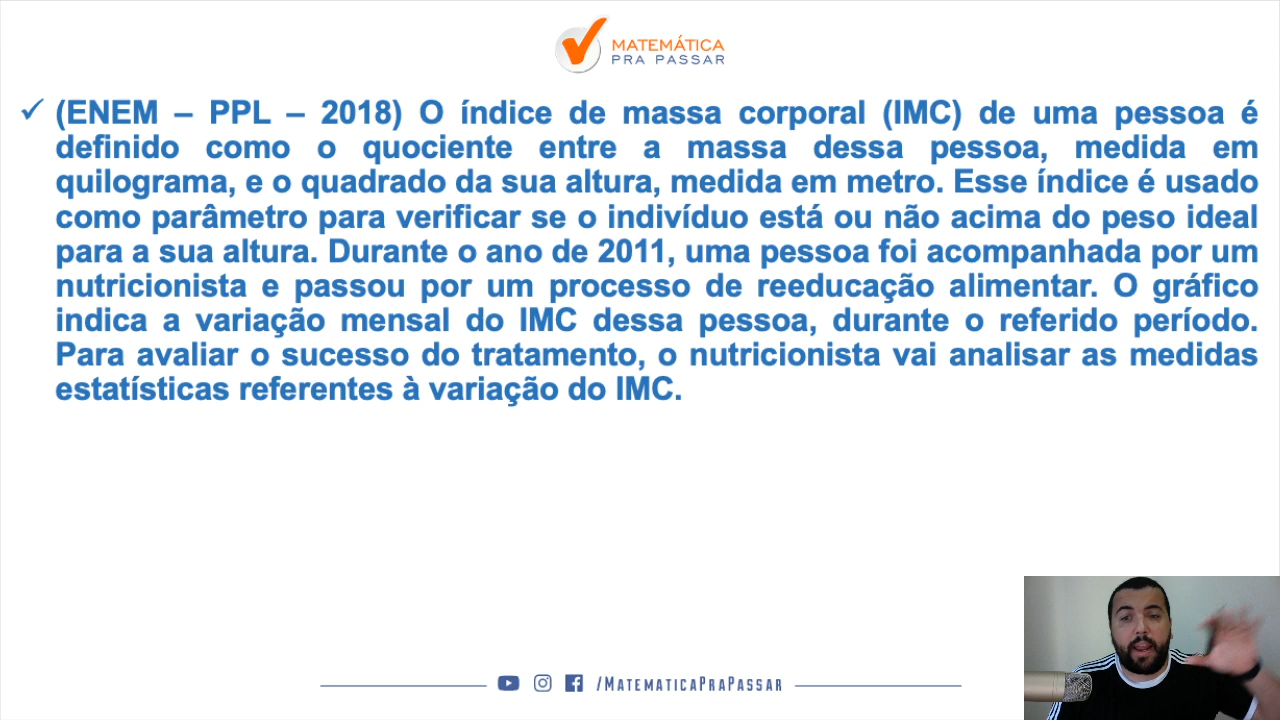 MATEMÁTICA
PRA PASSAR
(ENEM – PPL – 2018) O índice de massa corporal (IMC) de uma pessoa é
definido como o quociente entre a massa dessa pessoa, medida em
quilograma, e o quadrado da sua altura, medida em metro. Esse índice é usado
como parâmetro para verificar se o indivíduo está ou não acima do peso ideal
para a sua altura. Durante o ano de 2011, uma pessoa foi acompanhada por um
nutricionista e passou por um processo de reeducação alimentar. O gráfico
indica a variação mensal do IMC dessa pessoa, durante o referido período.
Para avaliar o sucesso do tratamento, o nutricionista vai analisar as medidas
estatísticas referentes à variação do IMC.
/MATEMATICAPRAPASSAR